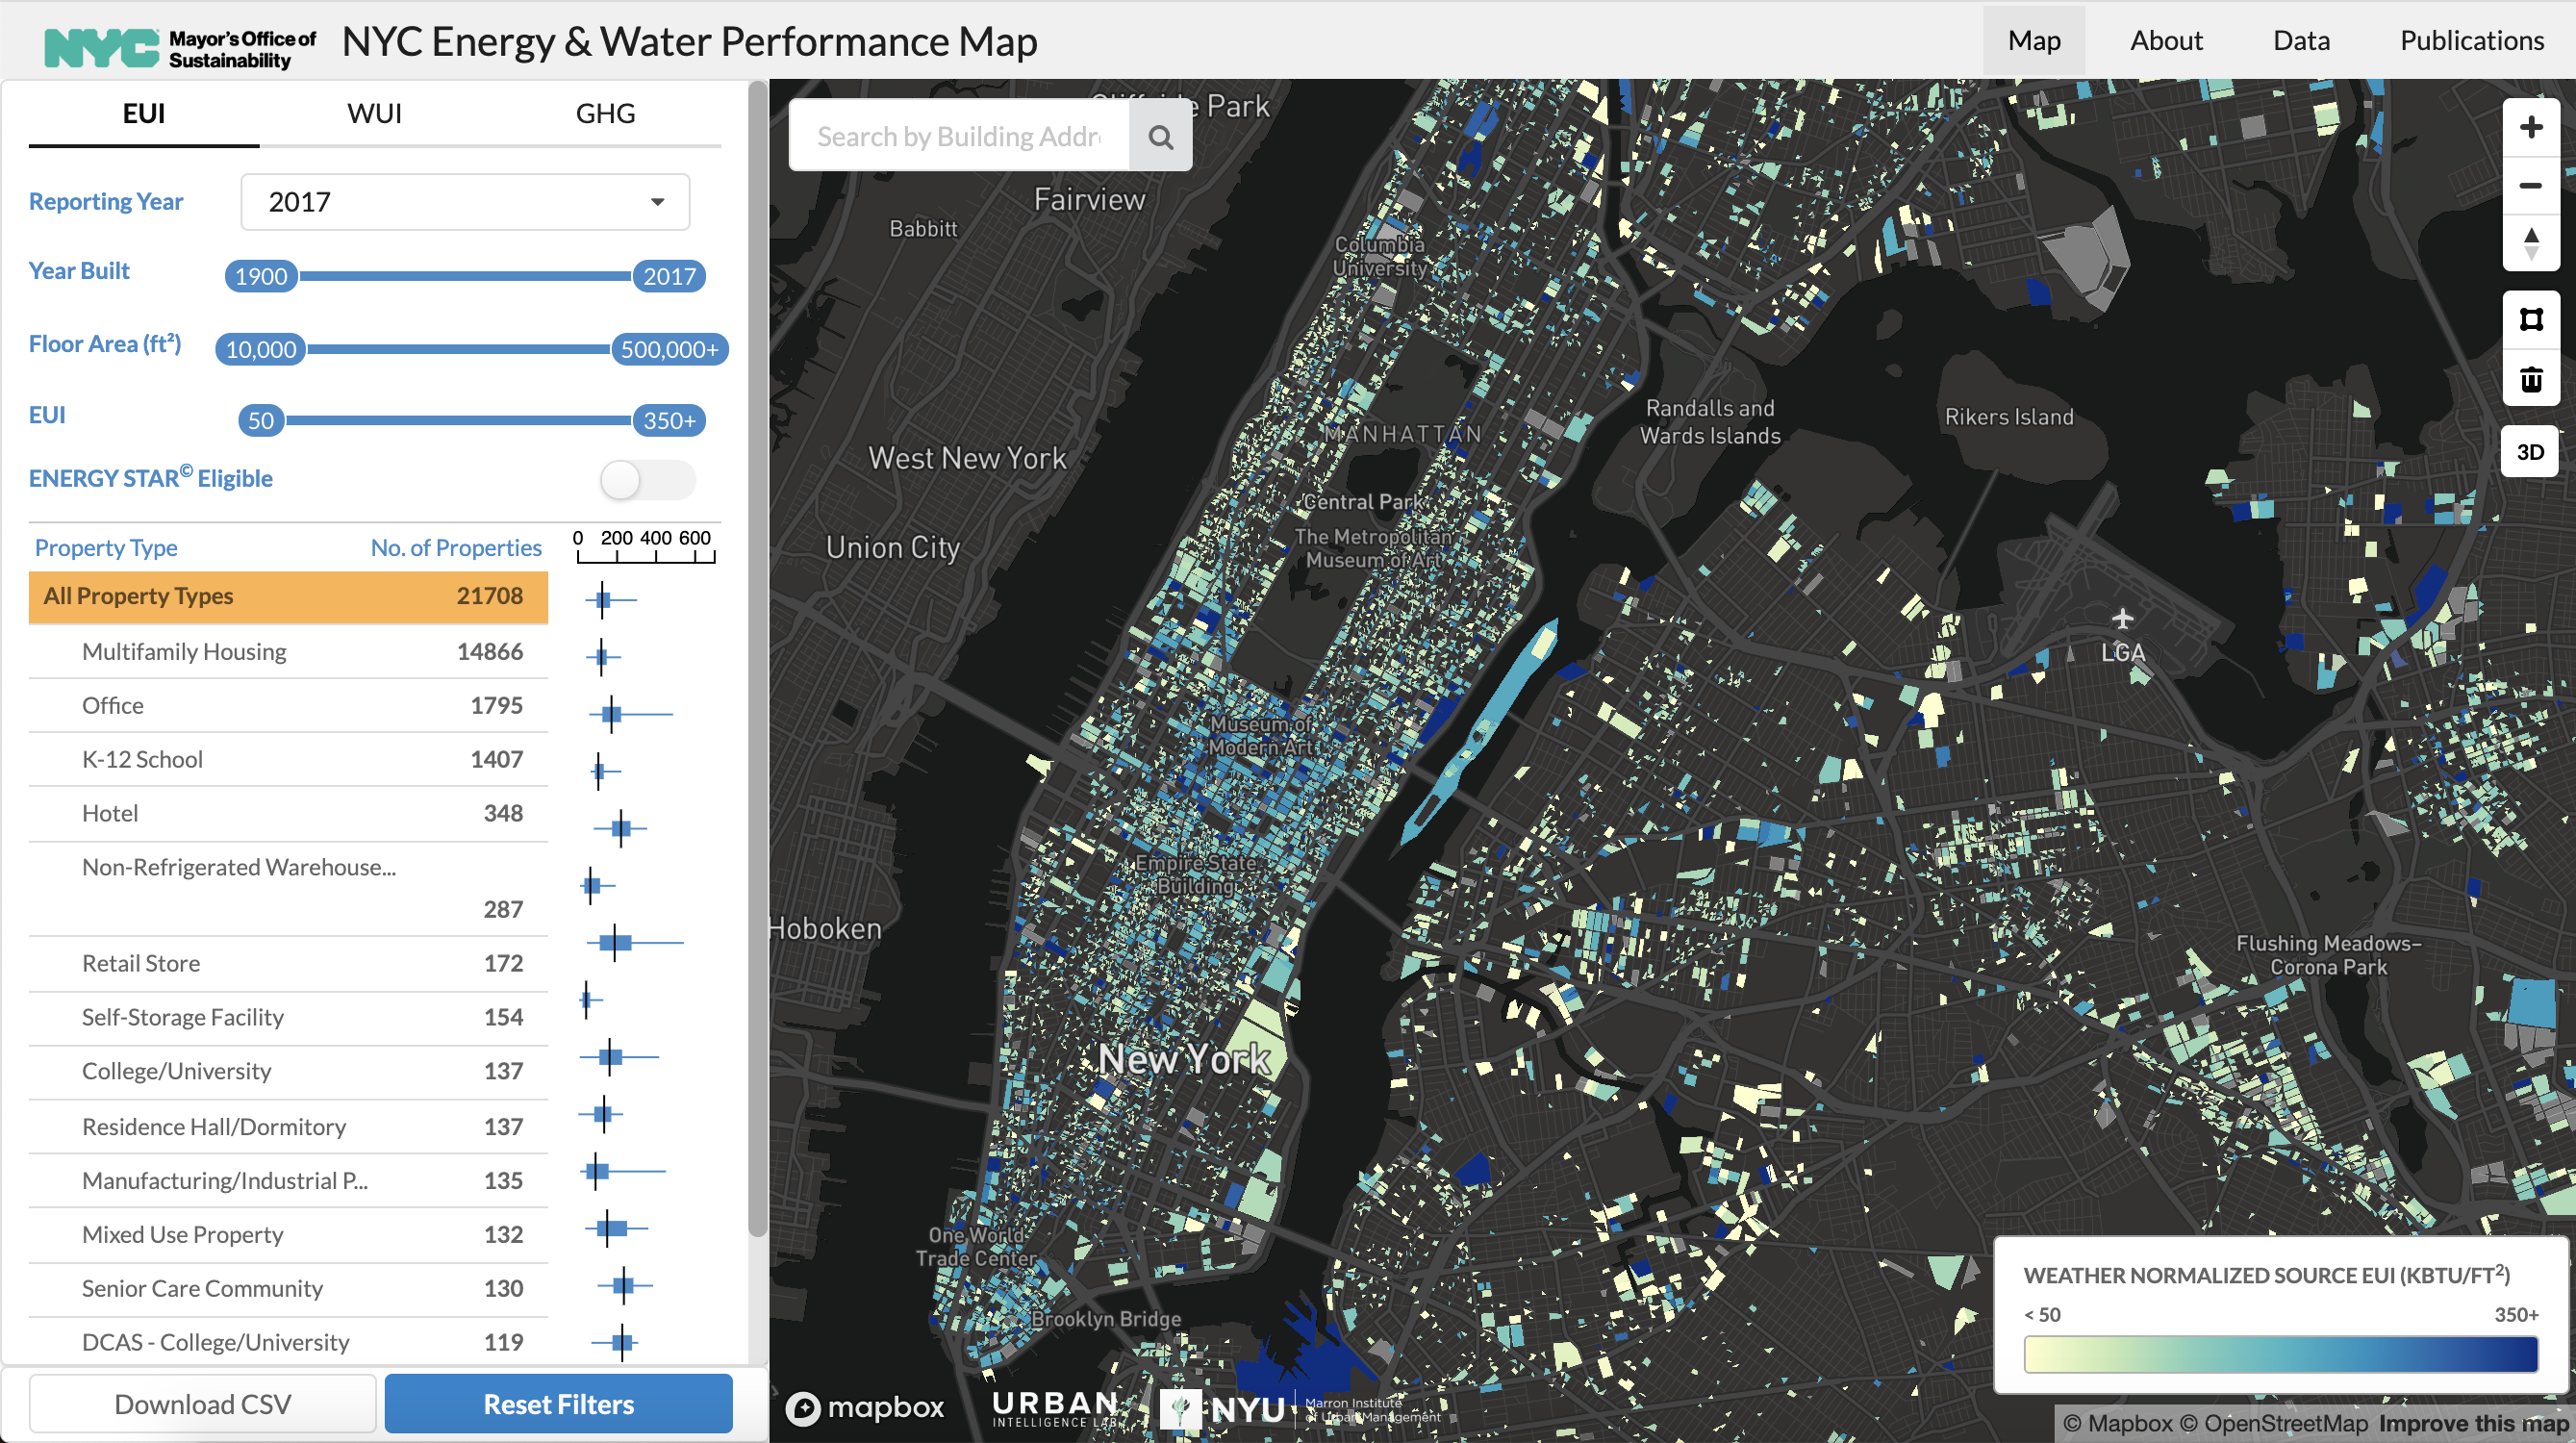 NYC Mayor's Office of
Sustainability
NYC Energy & Water Performance Map
Map About Data Publications
EUI WUI GHG
Reporting Year 2017
Year Built 1900 2017
Floor Area (ft²) 10,000 500,000+
EUI 50 350+
ENERGY STAR© Eligible
Property Type No. of Properties 0 200 400 600
All Property Types 21708
Multifamily Housing 14866
Office 1795
K-12 School 1407
Hotel 348
Non-Refrigerated Warehouse...
287
Retail Store 172
Self-Storage Facility 154
College/University 137
Residence Hall/Dormitory 137
Manufacturing/Industrial P... 135
Mixed Use Property 132
Senior Care Community 130
DCAS - College/University 119
Download CSV Reset Filters
Park
Search by Building Addr
Fairview
Babbitt
Columbia
University
West New York
Union City
MANHATTAN
Central Park
The Metropolitan
Museum of Art
Randalls and
Wards Islands
Rikers Island
3D
LGA
Museum of
Modern Art
Empire State
Building
Hoboken
Flushing Meadows–
Corona Park
New York
One World
Trade Center
Brooklyn Bridge
WEATHER NORMALIZED SOURCE EUI (KBTU/FT²)
< 50 350+
mapbox
URBAN
INTELLIGENCE LAB
NYU
Marron Institute
of Urban Management
© Mapbox © OpenStreetMap Improve this map